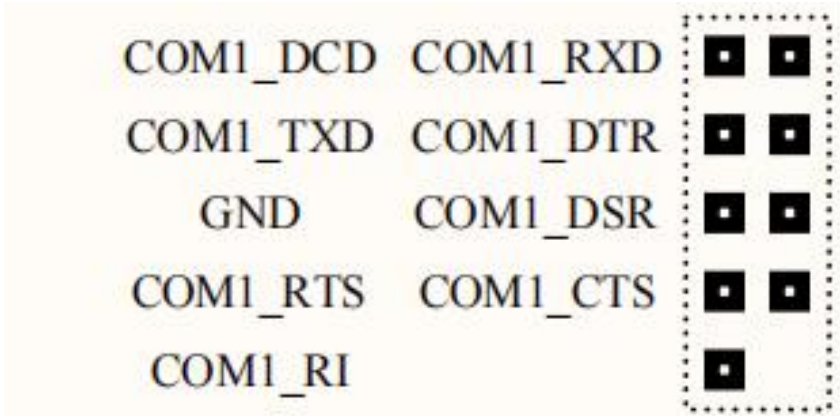 COM1_DCD COM1_RXD
COM1_TXD COM1_DTR
GND COM1_DSR
COM1_RTS COM1_CTS
COM1_RI